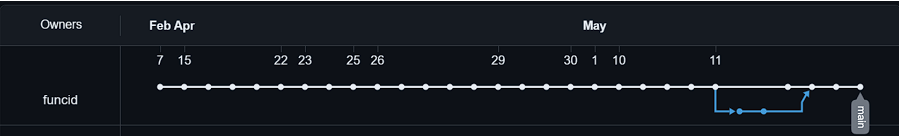 Owners Feb Apr May
7 15 22 23 25 26 29 30 1 10 11
funcid
main